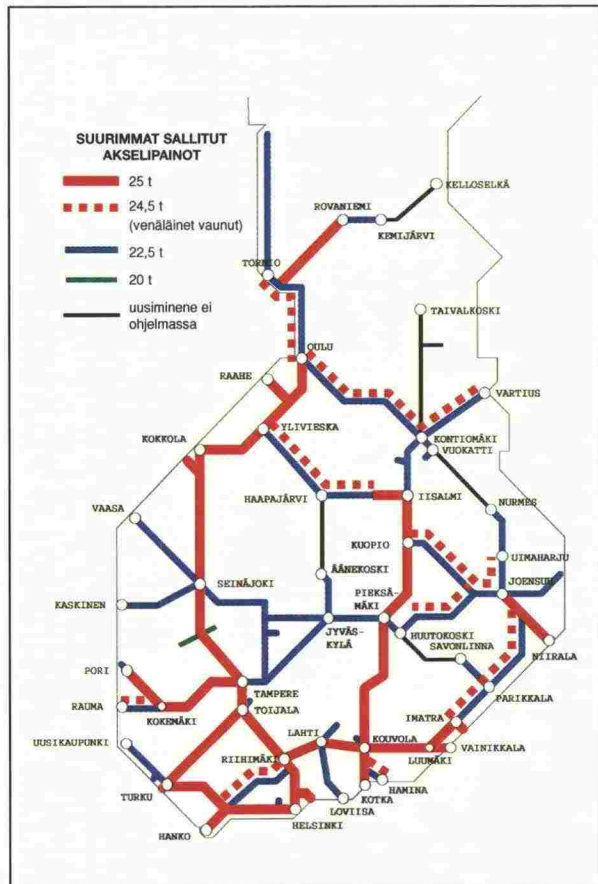 SUURIMMAT SALLITUT
AKSELIPAINOT
25 t
24,5 t
(venäläinet vaunut)
22,5 t
20 t
uusiminene ei
ohjelmassa
KELLOSELKÄ
ROVANIEMI
KEMIJÄRVI
TORNIO
TAIVALKOSKI
OULU
RAAHE
VARTIUS
YLIVIESKA
KONTIOMÄKI
VUOKATTI
KOKKOLA
HAAPAJÄRVI
IISALMI
NURMES
VAASA
KUOPIO
UIMAHARJU
ÄÄNEKOSKI
SEINÄJOKI
PIEKSÄ-
MÄKI
JOENSUU
KASKINEN
JYVÄS-
KYLÄ
HUUTOKOSKI
SAVONLINNA
NIIRALA
PORI
TAMPERE
PARIKKALA
RAUMA
KOKEMÄKI
TOIJALA
IMATRA
UUSIKAUPUNKI
LAHTI
KOUVOLA
VAINIKKALA
RIIHIMÄKI
LUUMÄKI
TURKU
HAMINA
KOTKA
LOVIISA
HELSINKI
HANKO